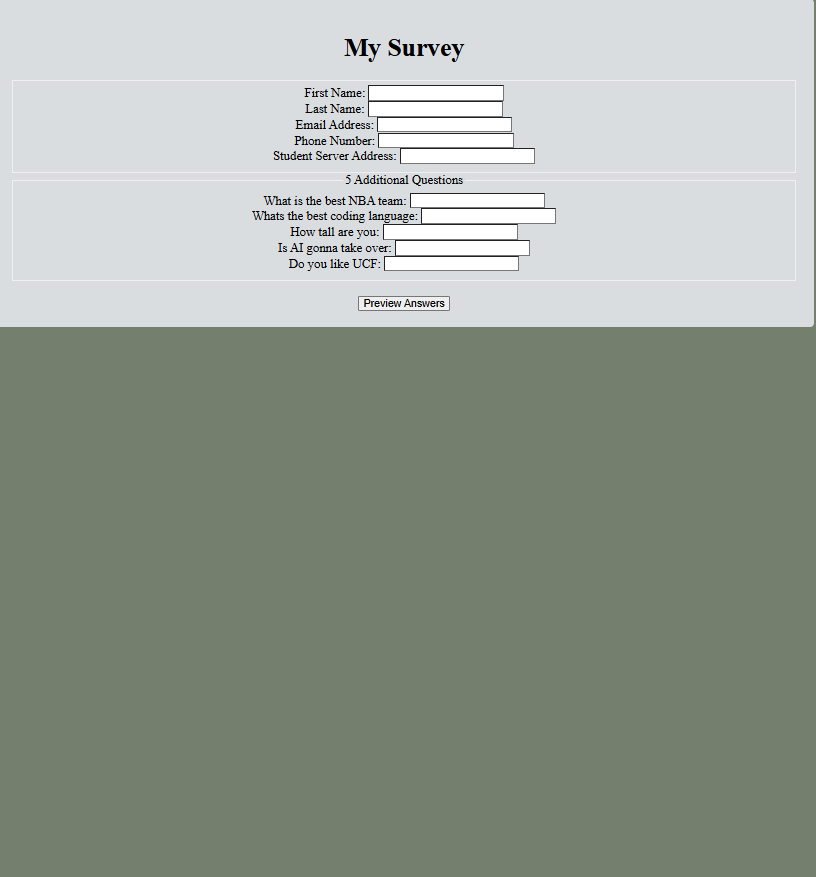 My Survey
First Name:
Last Name:
Email Address:
Phone Number:
Student Server Address:
5 Additional Questions
What is the best NBA team:
Whats the best coding language:
How tall are you:
Is AI gonna take over:
Do you like UCF:
Preview Answers